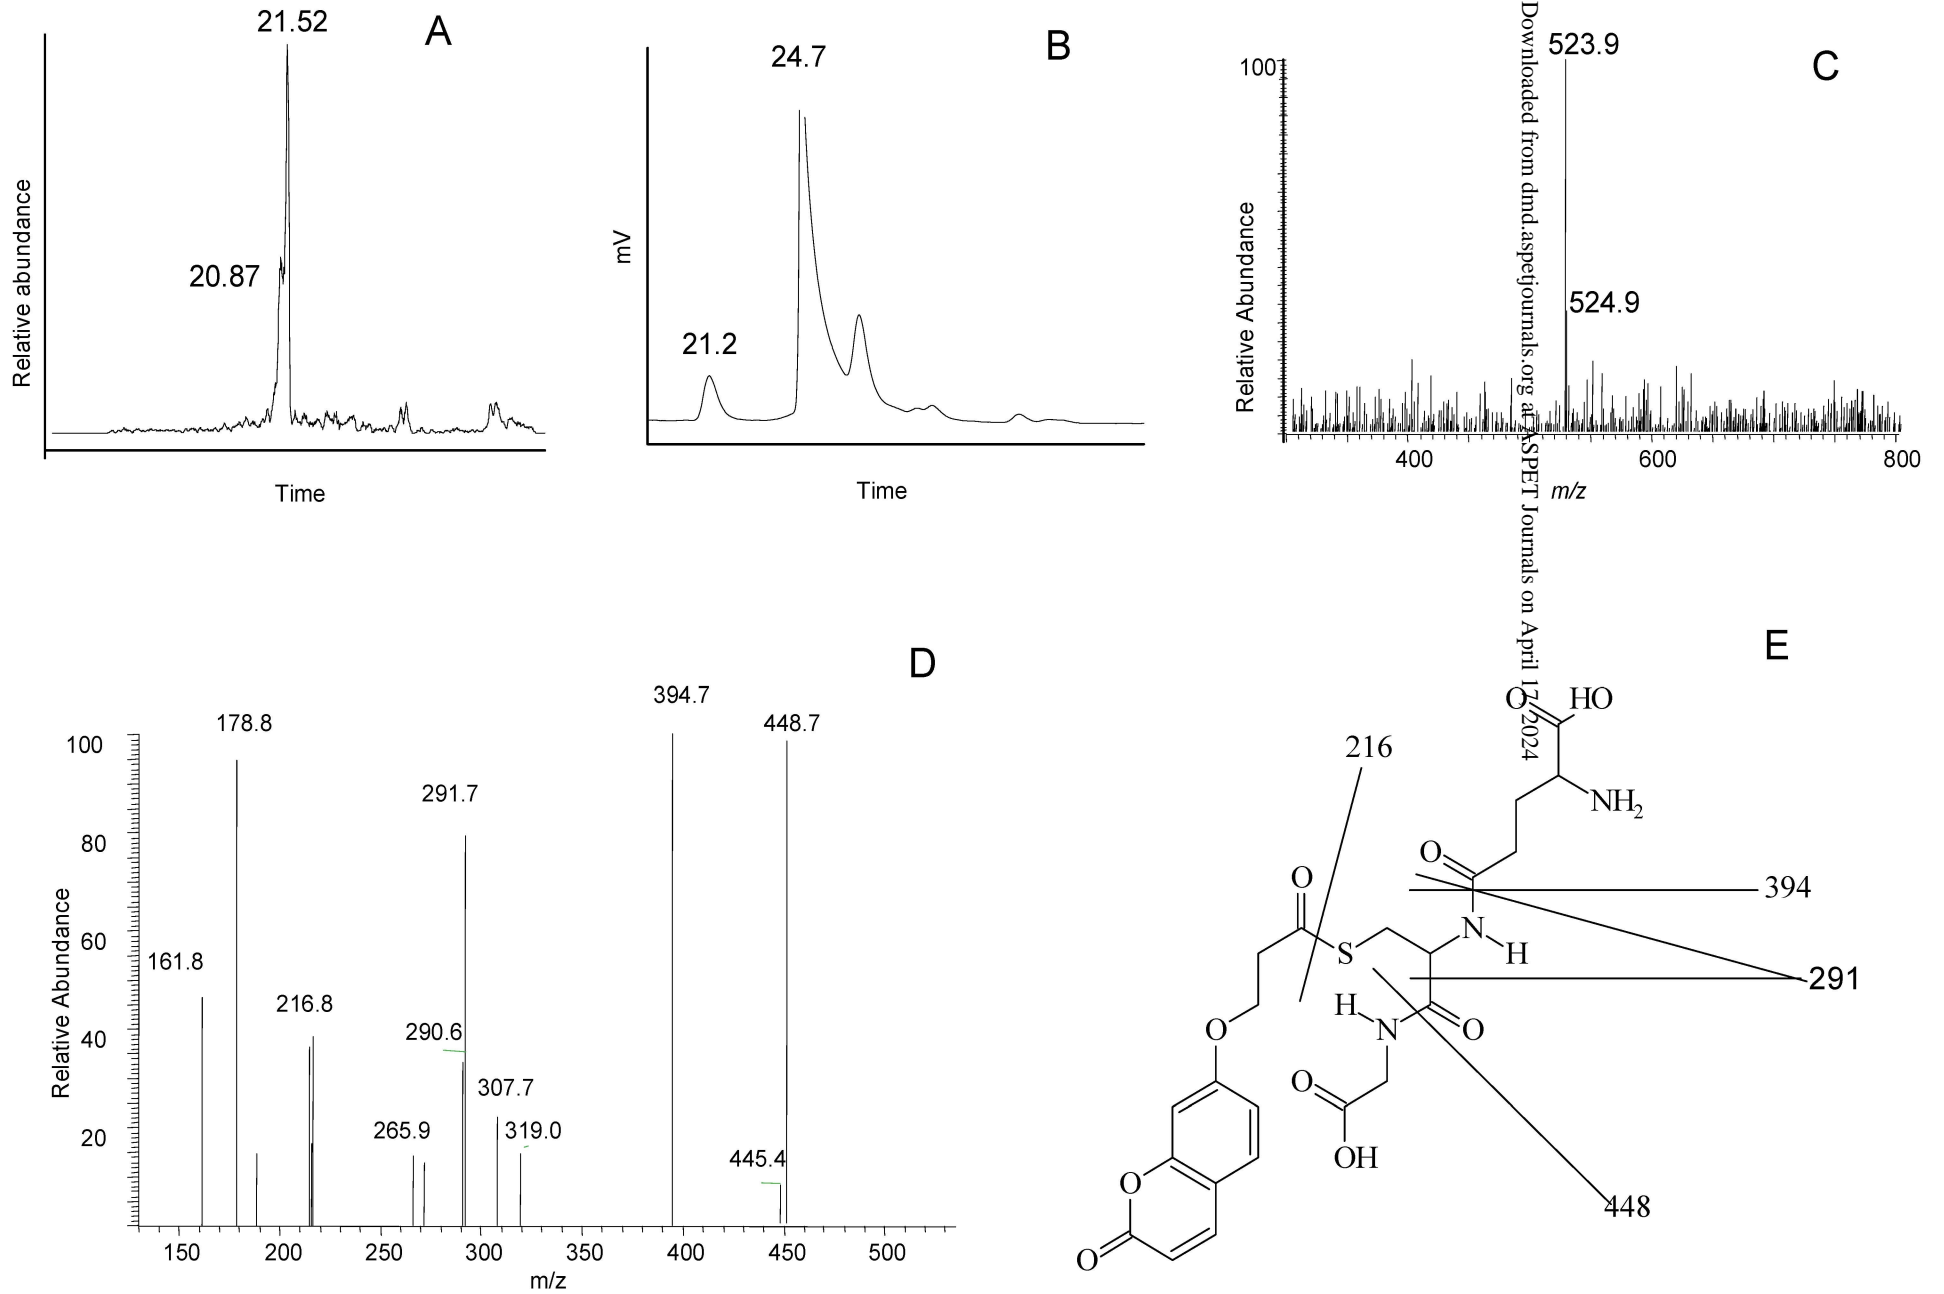 A
21.52
20.87
Relative abundance
Time
B
24.7
21.2
mV
Time
C
523.9
524.9
100
Relative Abundance
400
600
800
m/z
Downloaded from dmd.aspetjournals.org at ASPET Journals on April 17, 2024
D
394.7
448.7
178.8
291.7
161.8
216.8
290.6
307.7
265.9
319.0
445.4
100
80
60
40
20
Relative Abundance
150
200
250
300
350
400
450
500
m/z
E
O
HO
216
NH2
O
394
O
N
H
S
291
H
N
O
O
O
OH
O
448
O